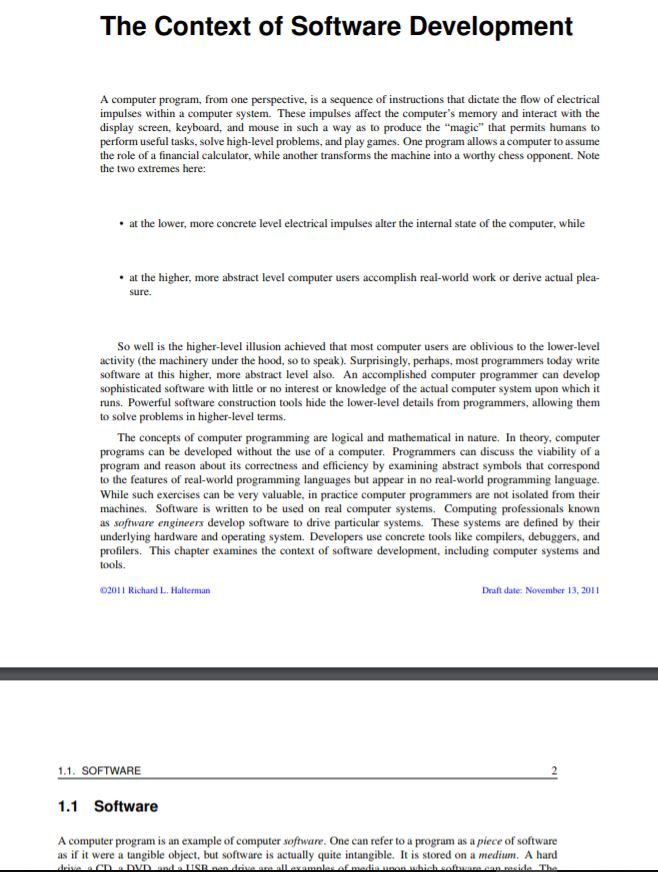 The Context of Software Development
A computer program, from one perspective, is a sequence of instructions that dictate the flow of electrical
impulses within a computer system. These impulses affect the computer's memory and interact with the
display screen, keyboard, and mouse in such a way as to produce the “magic” that permits humans to
perform useful tasks, solve high-level problems, and play games. One program allows a computer to assume
the role of a financial calculator, while another transforms the machine into a worthy chess opponent. Note
the two extremes here:
• at the lower, more concrete level electrical impulses alter the internal state of the computer, while
• at the higher, more abstract level computer users accomplish real-world work or derive actual plea-
sure.
So well is the higher-level illusion achieved that most computer users are oblivious to the lower-level
activity (the machinery under the hood, so to speak). Surprisingly, perhaps, most programmers today write
software at this higher, more abstract level also. An accomplished computer programmer can develop
sophisticated software with little or no interest or knowledge of the actual computer system upon which it
runs. Powerful software construction tools hide the lower-level details from programmers, allowing them
to solve problems in higher-level terms.
The concepts of computer programming are logical and mathematical in nature. In theory, computer
programs can be developed without the use of a computer. Programmers can discuss the viability of a
program and reason about its correctness and efficiency by examining abstract symbols that correspond
to the features of real-world programming languages but appear in no real-world programming language.
While such exercises can be very valuable, in practice computer programmers are not isolated from their
machines. Software is written to be used on real computer systems. Computing professionals known
as software engineers develop software to drive particular systems. These systems are defined by their
underlying hardware and operating system. Developers use concrete tools like compilers, debuggers, and
profilers. This chapter examines the context of software development, including computer systems and
tools.
©2011 Richard L. Halterman Draft date: November 13, 2011
1.1. SOFTWARE 2
1.1 Software
A computer program is an example of computer software. One can refer to a program as a piece of software
as if it were a tangible object, but software is actually quite intangible. It is stored on a medium. A hard
drive, a CD, a DVD, and a USB pen drive are all examples of media upon which software can reside. The